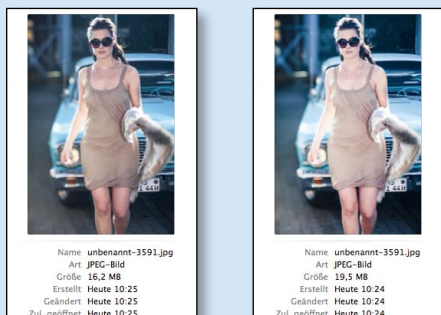 Name unbenannt-3591.jpg
Art JPEG-Bild
Größe 16,2 MB
Erstellt Heute 10:25
Geändert Heute 10:25
Zul. geöffnet Heute 10:25
Name unbenannt-3591.jpg
Art JPEG-Bild
Größe 19,5 MB
Erstellt Heute 10:24
Geändert Heute 10:24
Zul. geöffnet Heute 10:24